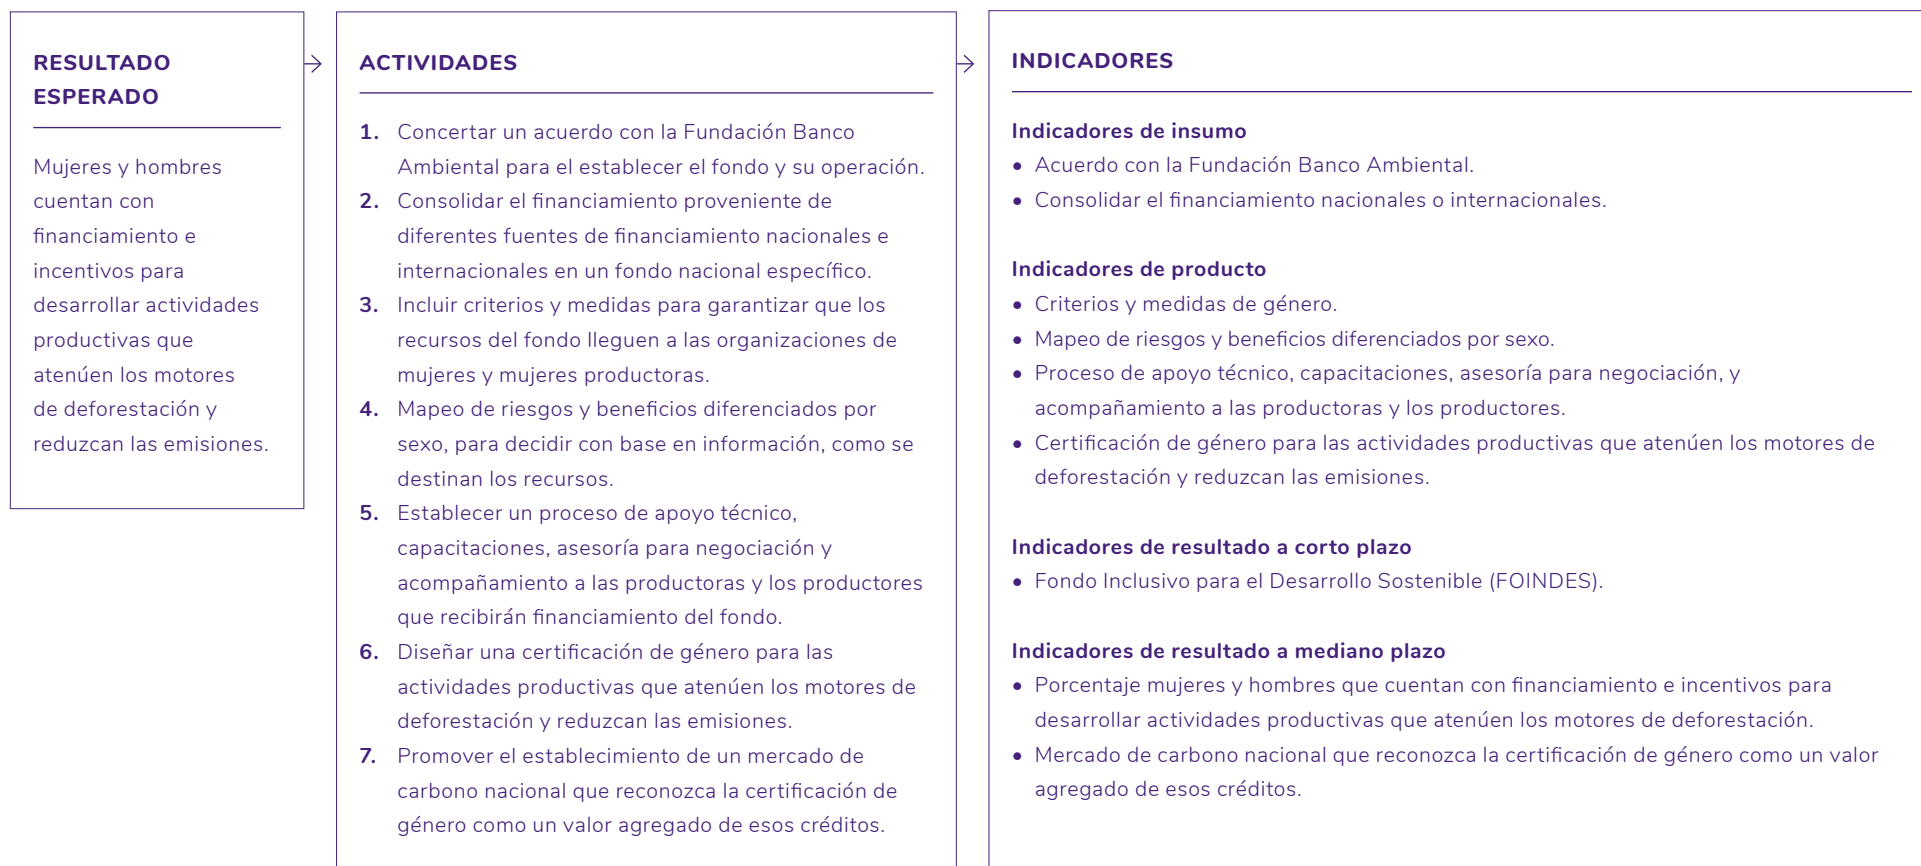 RESULTADO
ESPERADO
Mujeres y hombres
cuentan con
financiamiento e
incentivos para
desarrollar actividades
productivas que
atenúen los motores
de deforestación y
reduzcan las emisiones.
ACTIVIDADES
1. Concertar un acuerdo con la Fundación Banco
Ambiental para el establecer el fondo y su operación.
2. Consolidar el financiamiento proveniente de
diferentes fuentes de financiamiento nacionales e
internacionales en un fondo nacional específico.
3. Incluir criterios y medidas para garantizar que los
recursos del fondo lleguen a las organizaciones de
mujeres y mujeres productoras.
4. Mapeo de riesgos y beneficios diferenciados por
sexo, para decidir con base en información, como se
destinan los recursos.
5. Establecer un proceso de apoyo técnico,
capacitaciones, asesoría para negociación y
acompañamiento a las productoras y los productores
que recibirán financiamiento del fondo.
6. Diseñar una certificación de género para las
actividades productivas que atenúen los motores de
deforestación y reduzcan las emisiones.
7. Promover el establecimiento de un mercado de
carbono nacional que reconozca la certificación de
género como un valor agregado de esos créditos.
INDICADORES
Indicadores de insumo
• Acuerdo con la Fundación Banco Ambiental.
• Consolidar el financiamiento nacionales o internacionales.
Indicadores de producto
• Criterios y medidas de género.
• Mapeo de riesgos y beneficios diferenciados por sexo.
• Proceso de apoyo técnico, capacitaciones, asesoría para negociación, y
acompañamiento a las productoras y los productores.
• Certificación de género para las actividades productivas que atenúen los motores de
deforestación y reduzcan las emisiones.
Indicadores de resultado a corto plazo
• Fondo Inclusivo para el Desarrollo Sostenible (FOINDES).
Indicadores de resultado a mediano plazo
• Porcentaje mujeres y hombres que cuentan con financiamiento e incentivos para
desarrollar actividades productivas que atenúen los motores de deforestación.
• Mercado de carbono nacional que reconozca la certificación de género como un valor
agregado de esos créditos.